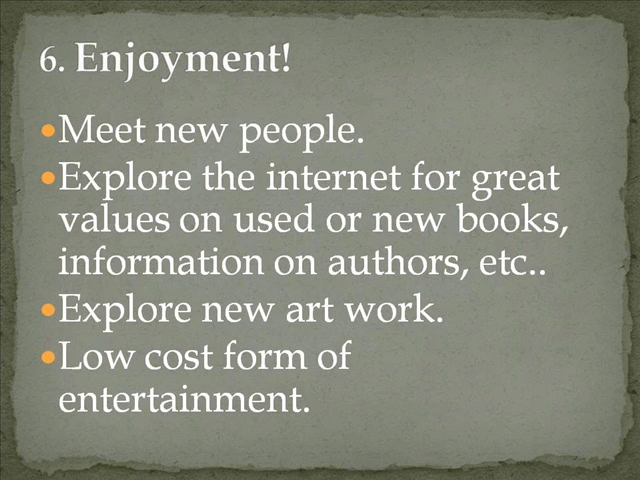 6. Enjoyment!
•Meet new people.
•Explore the internet for great
values on used or new books,
information on authors, etc..
•Explore new art work.
•Low cost form of
entertainment.